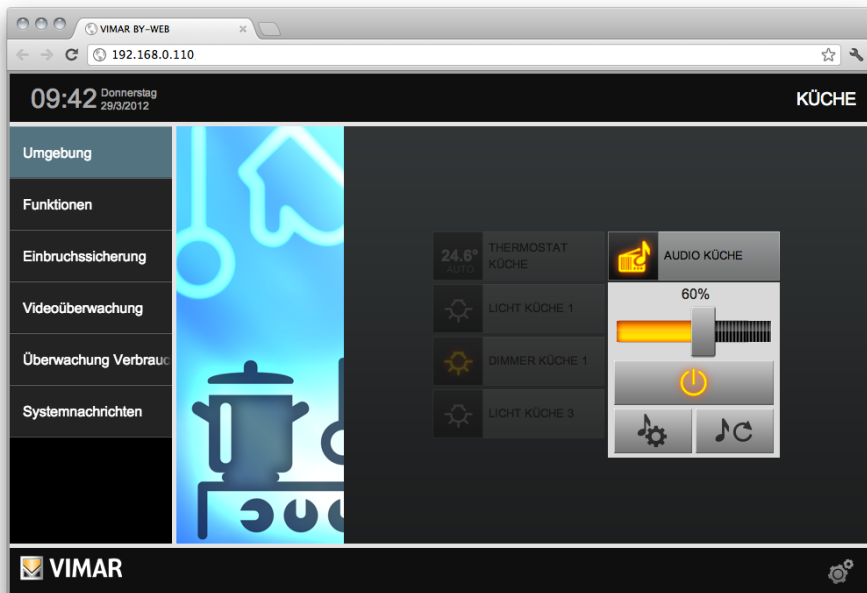 VIMAR BY-WEB
192.168.0.110
09:42 Donnerstag
29/3/2012
KÜCHE
Umgebung
Funktionen
Einbruchssicherung
Videoüberwachung
Überwachung Verbrauc
Systemnachrichten
24.6°
AUTO
THERMOSTAT
KÜCHE
LICHT KÜCHE 1
DIMMER KÜCHE 1
LICHT KÜCHE 3
AUDIO KÜCHE
60%
VIMAR